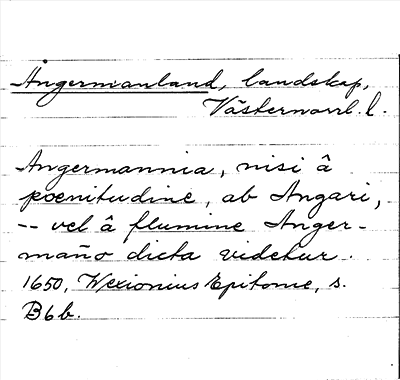 Ångermanland, landskap,
Västernorrl. l.
Angermannia, nisi â
poenitudine, ab Angari,
-- vel â flumine Anger-
maño dicta videtur.
1650, Wexionius Epitome, s.
B6b.